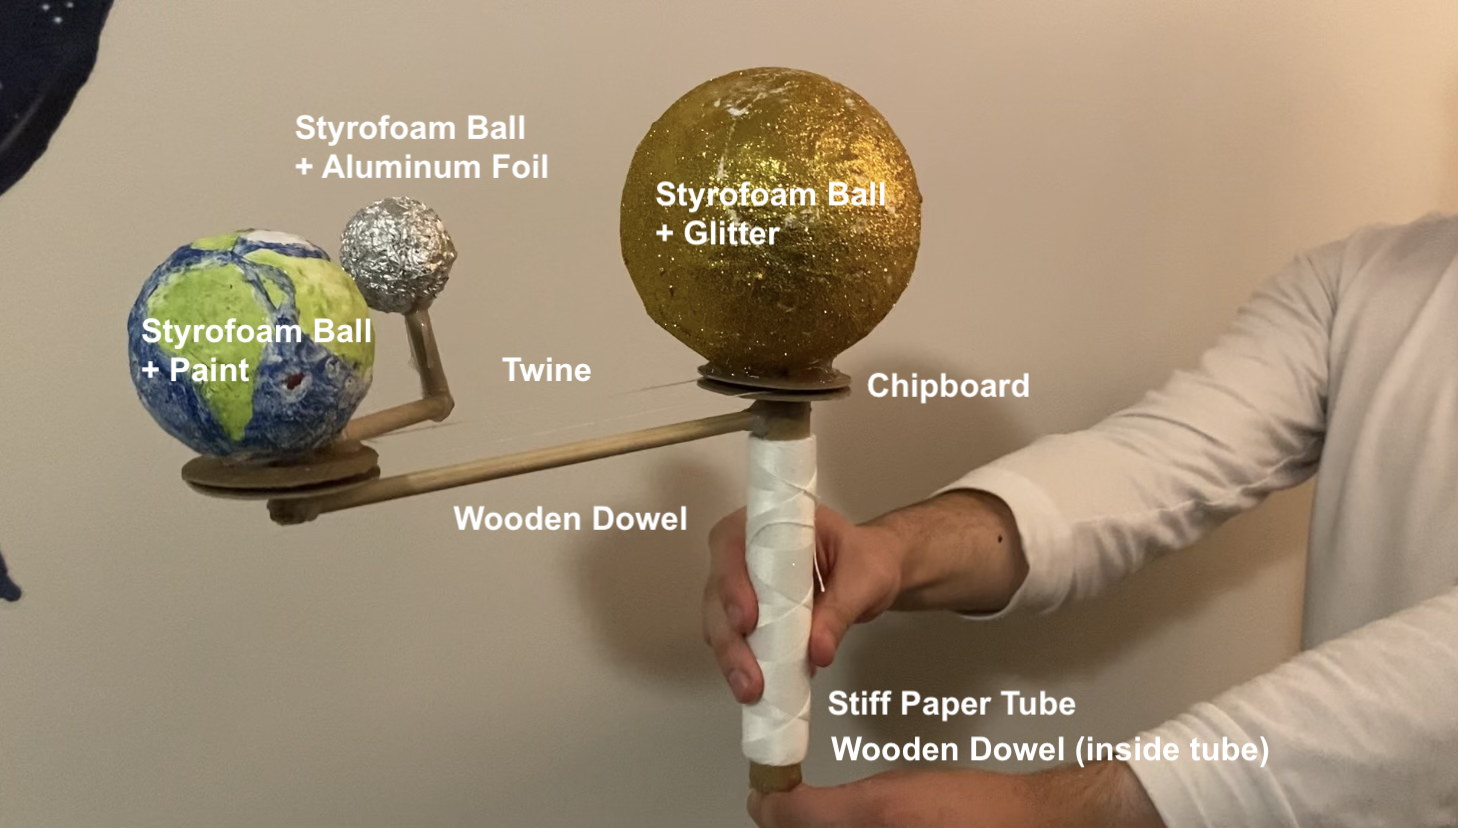 Styrofoam Ball
+ Aluminum Foil
Styrofoam Ball
+ Glitter
Styrofoam Ball
+ Paint
Twine
Chipboard
Wooden Dowel
Stiff Paper Tube
Wooden Dowel (inside tube)